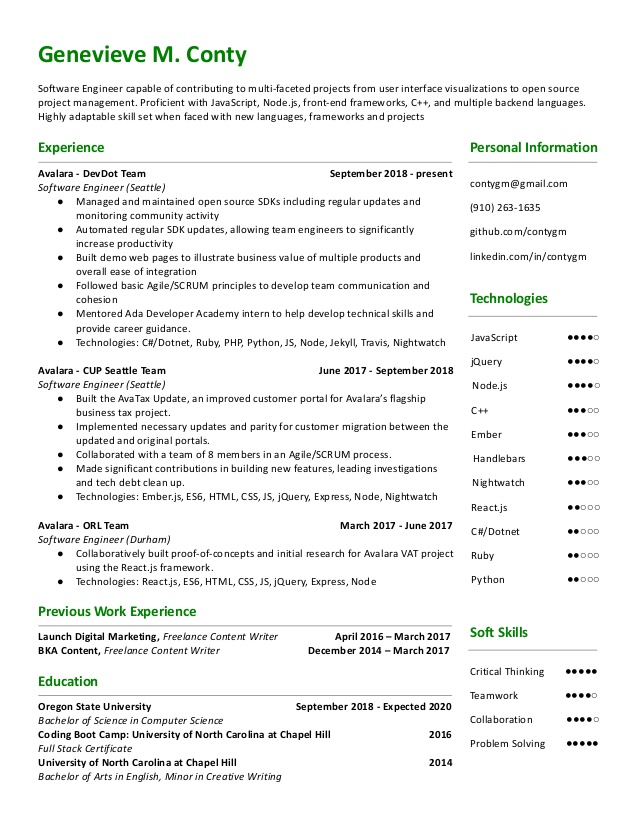 Genevieve M. Conty
Software Engineer capable of contributing to multi-faceted projects from user interface visualizations to open source
project management. Proficient with JavaScript, Node.js, front-end frameworks, C++, and multiple backend languages.
Highly adaptable skill set when faced with new languages, frameworks and projects
Experience
Avalara - DevDot Team September 2018 - present
Software Engineer (Seattle)
● Managed and maintained open source SDKs including regular updates and
monitoring community activity
● Automated regular SDK updates, allowing team engineers to significantly
increase productivity
● Built demo web pages to illustrate business value of multiple products and
overall ease of integration
● Followed basic Agile/SCRUM principles to develop team communication and
cohesion
● Mentored Ada Developer Academy intern to help develop technical skills and
provide career guidance.
● Technologies: C#/Dotnet, Ruby, PHP, Python, JS, Node, Jekyll, Travis, Nightwatch
Avalara - CUP Seattle Team June 2017 - September 2018
Software Engineer (Seattle)
● Built the AvaTax Update, an improved customer portal for Avalara's flagship
business tax project.
● Implemented necessary updates and parity for customer migration between the
updated and original portals.
● Collaborated with a team of 8 members in an Agile/SCRUM process.
● Made significant contributions in building new features, leading investigations
and tech debt clean up.
● Technologies: Ember.js, ES6, HTML, CSS, JS, jQuery, Express, Node, Nightwatch
Avalara - ORL Team March 2017 - June 2017
Software Engineer (Durham)
● Collaboratively built proof-of-concepts and initial research for Avalara VAT project
using the React.js framework.
● Technologies: React.js, ES6, HTML, CSS, JS, jQuery, Express, Node
Previous Work Experience
Launch Digital Marketing, Freelance Content Writer April 2016 – March 2017
BKA Content, Freelance Content Writer December 2014 – March 2017
Education
Oregon State University September 2018 - Expected 2020
Bachelor of Science in Computer Science
Coding Boot Camp: University of North Carolina at Chapel Hill 2016
Full Stack Certificate
University of North Carolina at Chapel Hill 2014
Bachelor of Arts in English, Minor in Creative Writing
Personal Information
contygm@gmail.com
(910) 263-1635
github.com/contygm
linkedin.com/in/contygm
Technologies
JavaScript ●●●●○
jQuery ●●●●○
Node.js ●●●●○
C++ ●●●○○
Ember ●●●○○
Handlebars ●●●○○
Nightwatch ●●●○○
React.js ●●○○○
C#/Dotnet ●●○○○
Ruby ●●○○○
Python ●●○○○
Soft Skills
Critical Thinking ●●●●●
Teamwork ●●●●○
Collaboration ●●●●○
Problem Solving ●●●●●